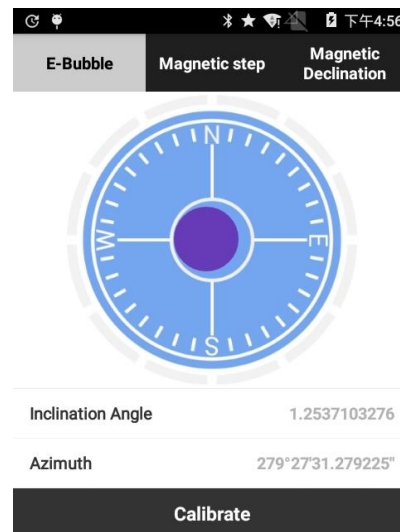 下午4:56
E-Bubble
Magnetic step
Magnetic
Declination
N
W
E
S
Inclination Angle 1.2537103276
Azimuth 279°27'31.279225"
Calibrate